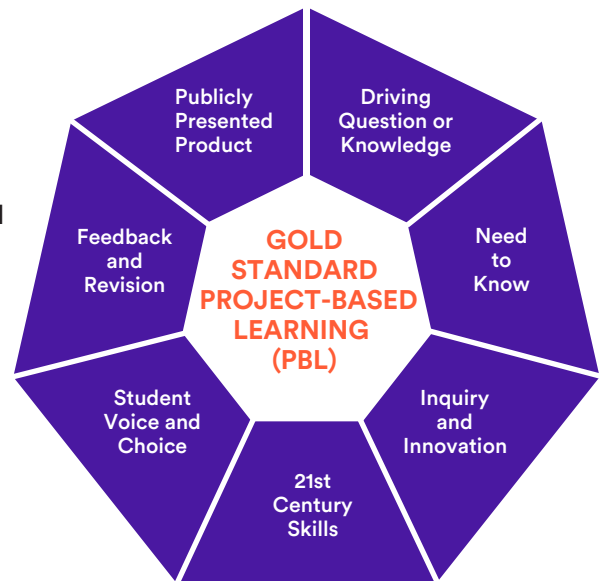 GOLD
STANDARD
PROJECT-BASED
LEARNING
(PBL)
Driving
Question or
Knowledge
Need
to
Know
Inquiry
and
Innovation
21st
Century
Skills
Student
Voice and
Choice
Feedback
and
Revision
Publicly
Presented
Product